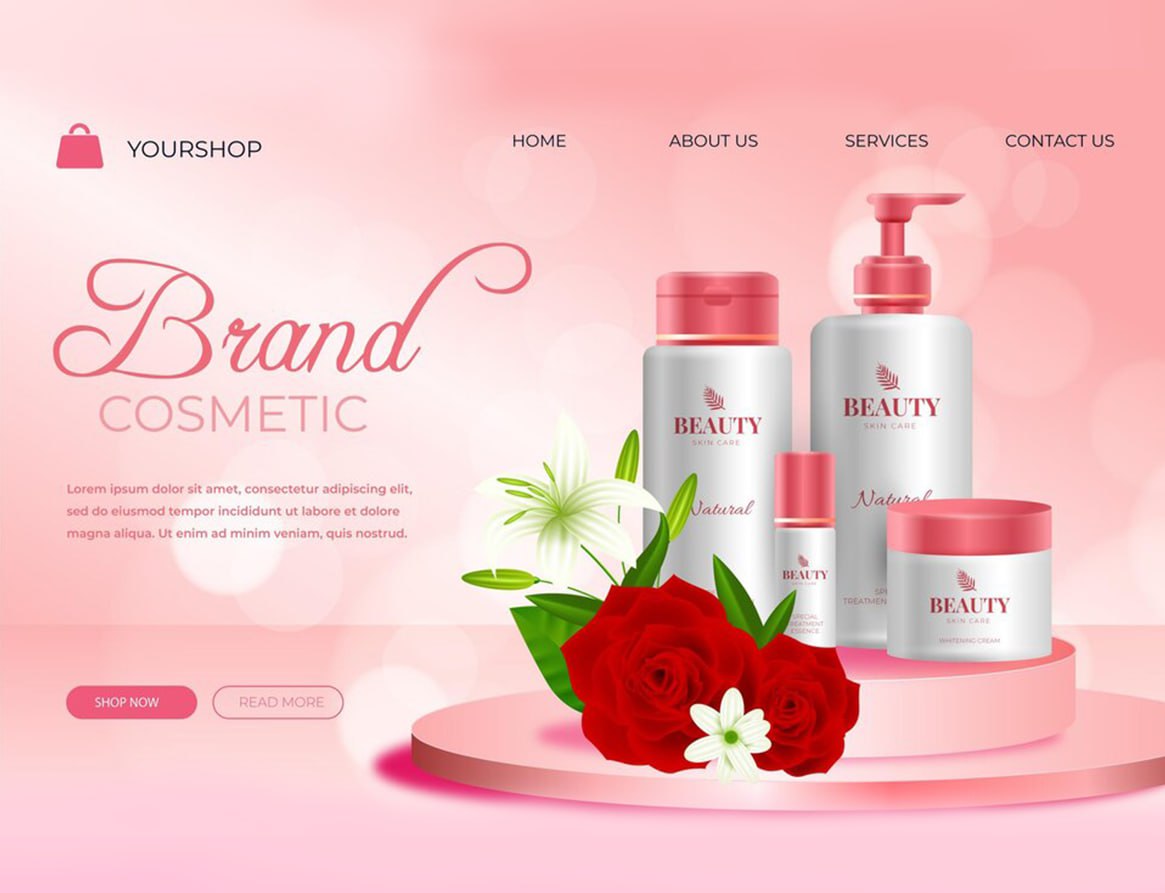 YOURSHOP
HOME
ABOUT US
SERVICES
CONTACT US
Brand
COSMETIC
Lorem ipsum dolor sit amet, consectetur adipiscing elit,
sed do eiusmod tempor incididunt ut labore et dolore
magna aliqua. Ut enim ad minim veniam, quis nostrud.
SHOP NOW
READ MORE
BEAUTY
SKIN CARE
Natural
BEAUTY
SKIN CARE
Natural
TREATMEN
BEAUTY
SKIN CARE
SPECIAL
TREATMENT
ESSENCE
BEAUTY
SKIN CARE
WHITENING CREAM